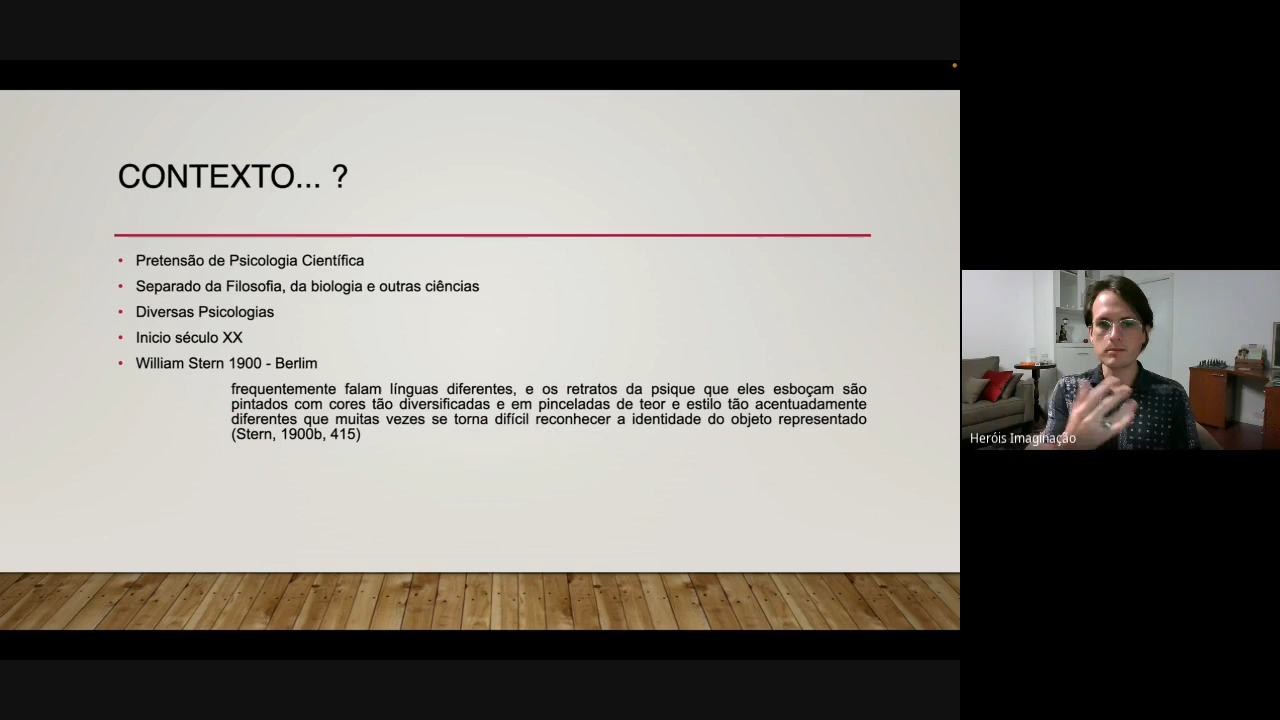 CONTEXTO... ?
Pretensão de Psicologia Científica
Separado da Filosofia, da biologia e outras ciências
Diversas Psicologias
Inicio século XX
William Stern 1900 - Berlim
frequentemente falam línguas diferentes, e os retratos da psique que eles esboçam são
pintados com cores tão diversificadas e em pinceladas de teor e estilo tão acentuadamente
diferentes que muitas vezes se torna difícil reconhecer a identidade do objeto representado
(Stern, 1900b, 415)
Heróis Imaginação